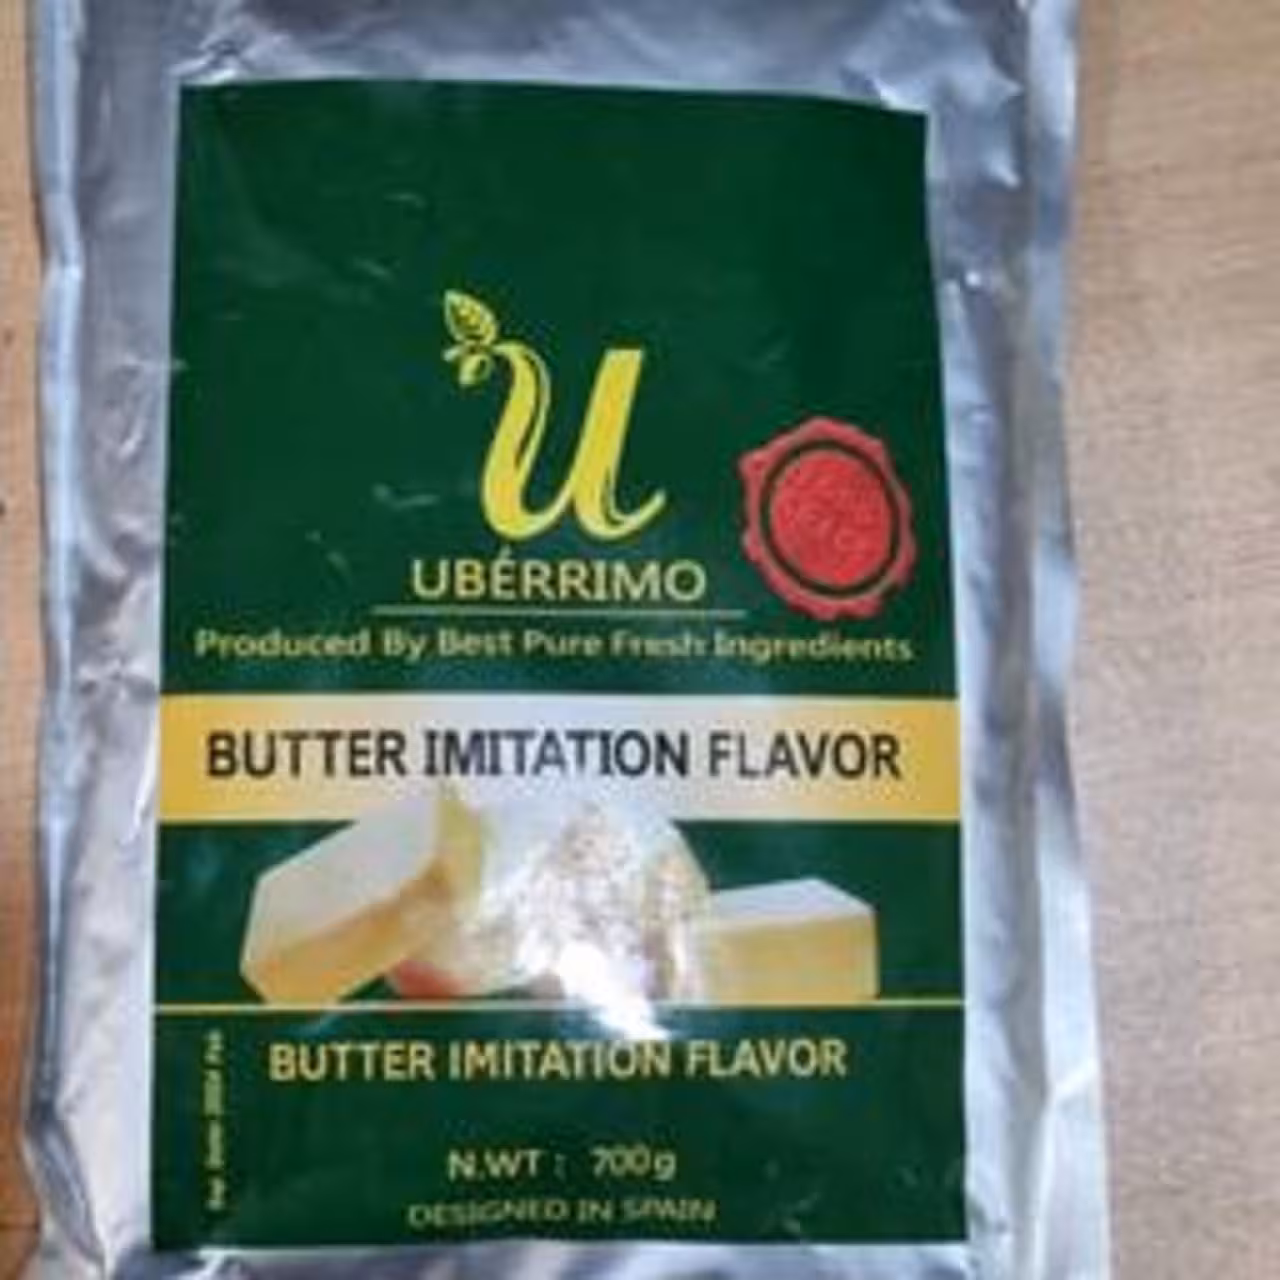 U
UBÉRRIMO
Produced By Best Pure Fresh Ingredients
BUTTER IMITATION FLAVOR
BUTTER IMITATION FLAVOR
N.WT : 700g
DESIGNED IN SPAIN